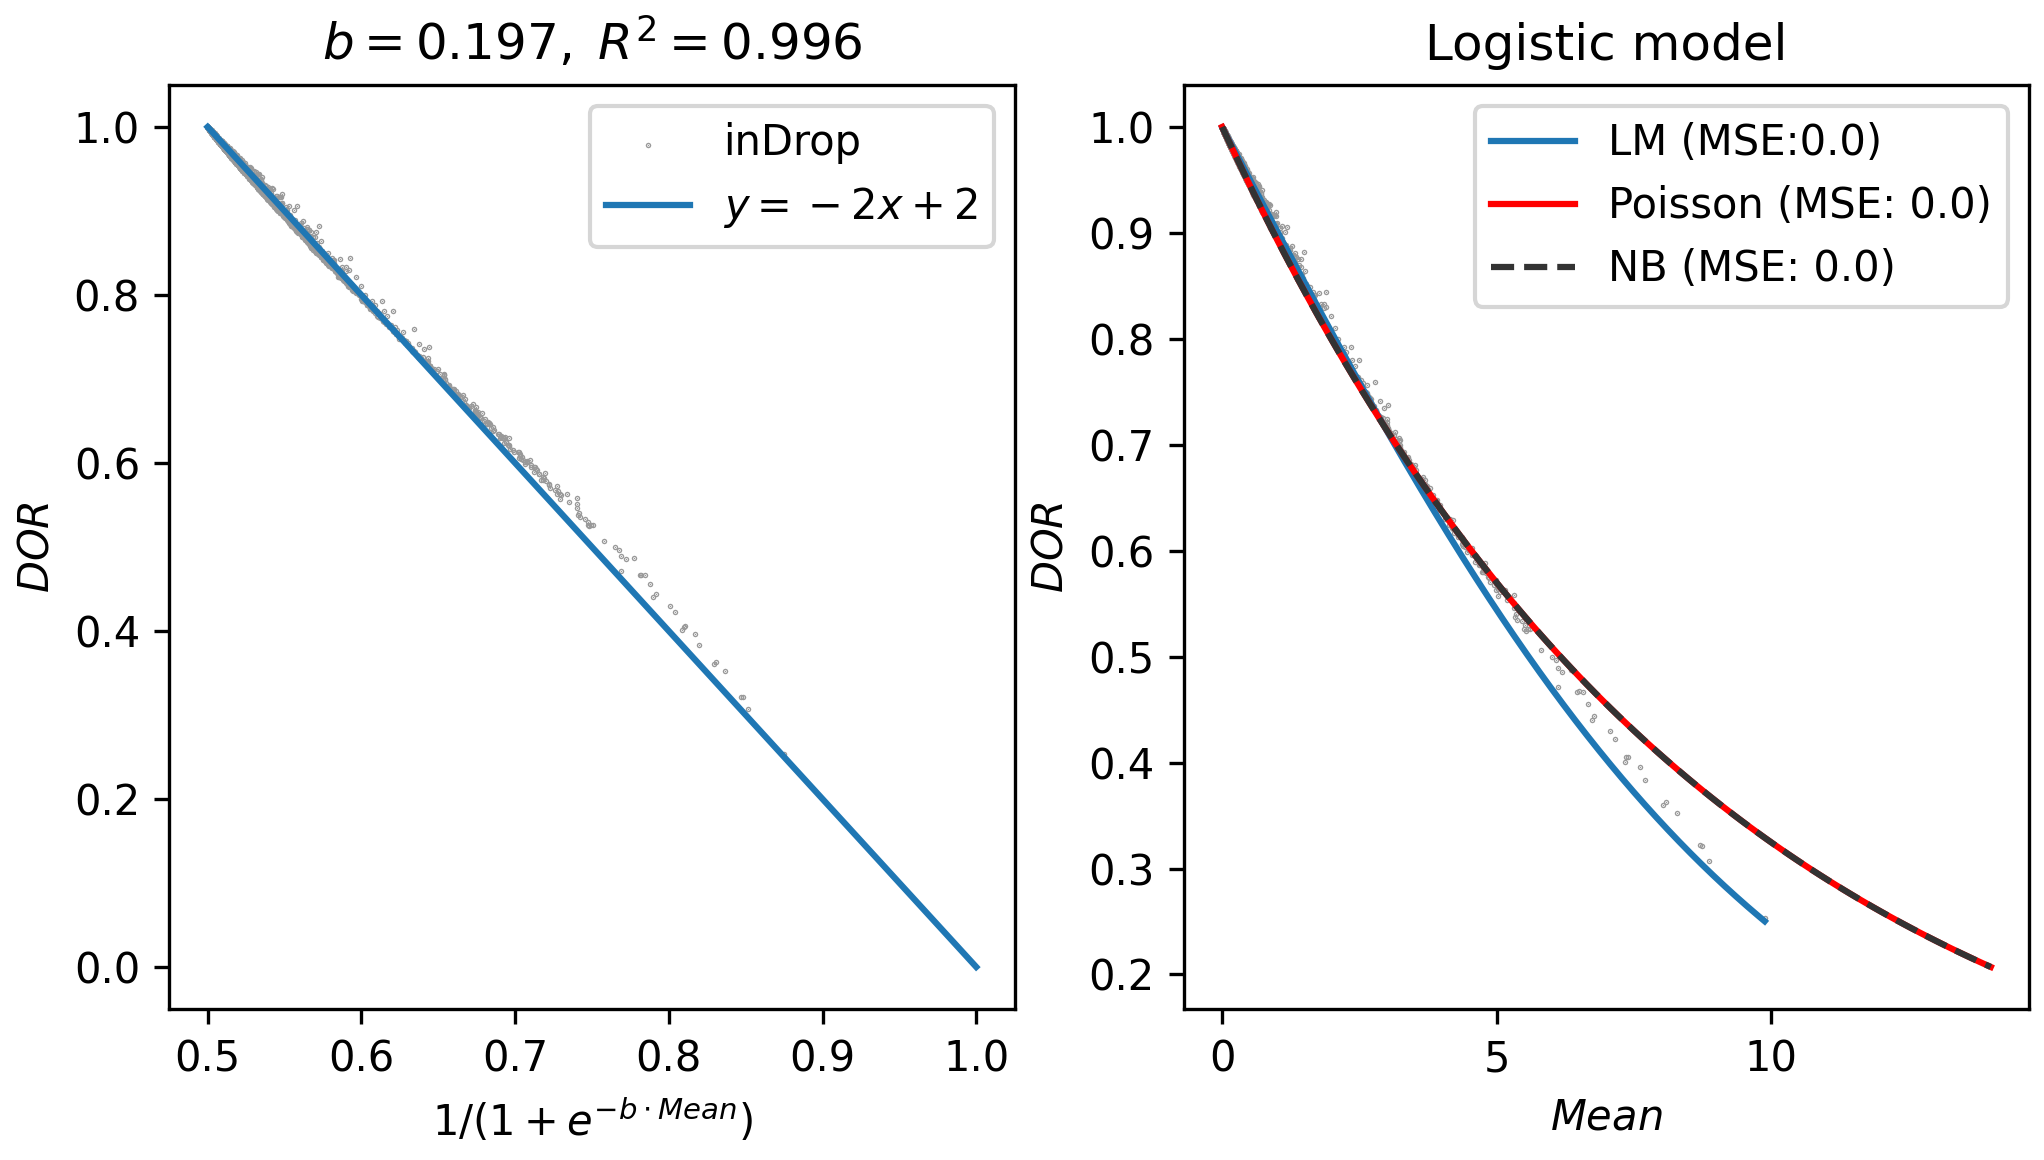 b = 0.197, R² = 0.996
inDrop
y = −2x + 2
DOR
1.0
0.8
0.6
0.4
0.2
0.0
0.5 0.6 0.7 0.8 0.9 1.0
1/(1 + e^{−b·Mean})
Logistic model
LM (MSE:0.0)
Poisson (MSE: 0.0)
NB (MSE: 0.0)
DOR
1.0
0.9
0.8
0.7
0.6
0.5
0.4
0.3
0.2
0 5 10
Mean